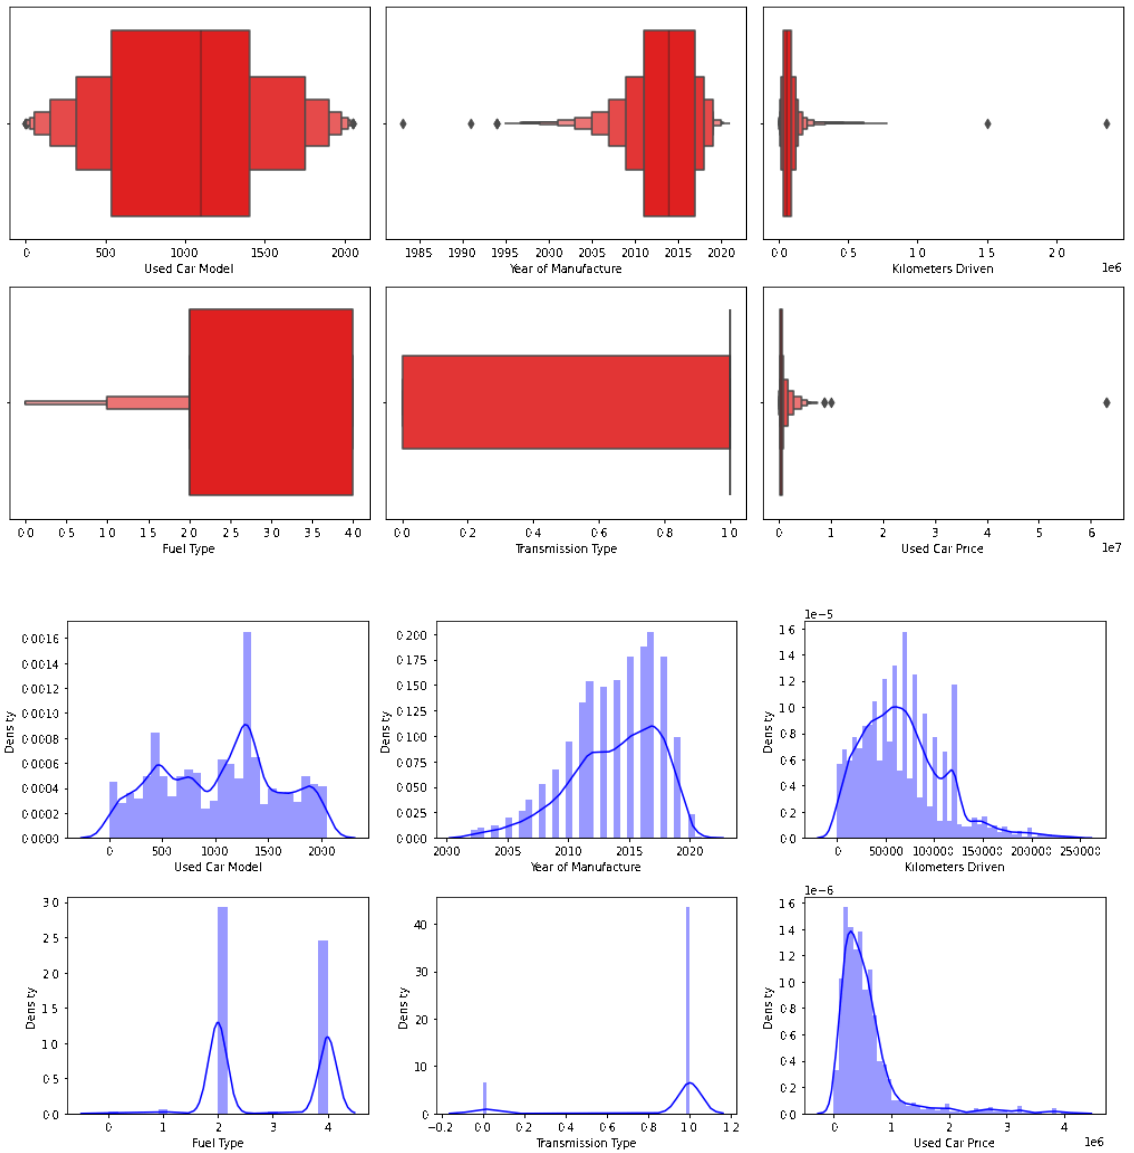 0 500 1000 1500 2000
Used Car Model
1985 1990 1995 2000 2005 2010 2015 2020
Year of Manufacture
0 0 0 5 1 0 1 5 2 0
Kilometers Driven
1e6
0 0 0 5 1 0 1 5 2 0 2 5 3 0 3 5 4 0
Fuel Type
0 0 0 2 0 4 0 6 0 8 1 0
Transmission Type
0 1 2 3 4 5 6
Used Car Price
1e7
0 0016
0 0014
0 0012
0 0010
0 0008
0 0006
0 0004
0 0002
0 0000
Density
0 500 1000 1500 2000
Used Car Model
0 200
0 175
0 150
0 125
0 100
0 075
0 050
0 025
0 000
Density
2000 2005 2010 2015 2020
Year of Manufacture
1e-5
1 6
1 4
1 2
1 0
0 8
0 6
0 4
0 2
0 0
Density
0 50000 100000 150000 200000 250000
Kilometers Driven
3 0
2 5
2 0
1 5
1 0
0 5
0 0
Density
0 1 2 3 4
Fuel Type
40
30
20
10
0
Density
-0.2 0 0 0 2 0 4 0 6 0 8 1 0 1 2
Transmission Type
1e-6
1 6
1 4
1 2
1 0
0 8
0 6
0 4
0 2
0 0
Density
0 1 2 3 4
Used Car Price
1e6